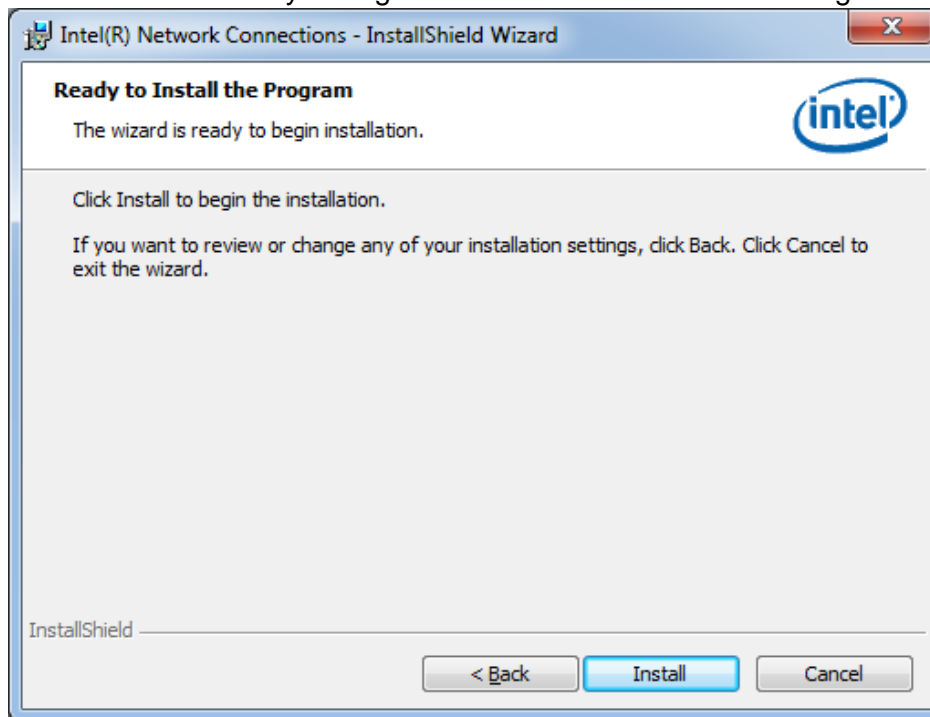 Intel(R) Network Connections - InstallShield Wizard
Ready to Install the Program
The wizard is ready to begin installation.
intel
Click Install to begin the installation.
If you want to review or change any of your installation settings, click Back. Click Cancel to
exit the wizard.
InstallShield
< Back
Install
Cancel